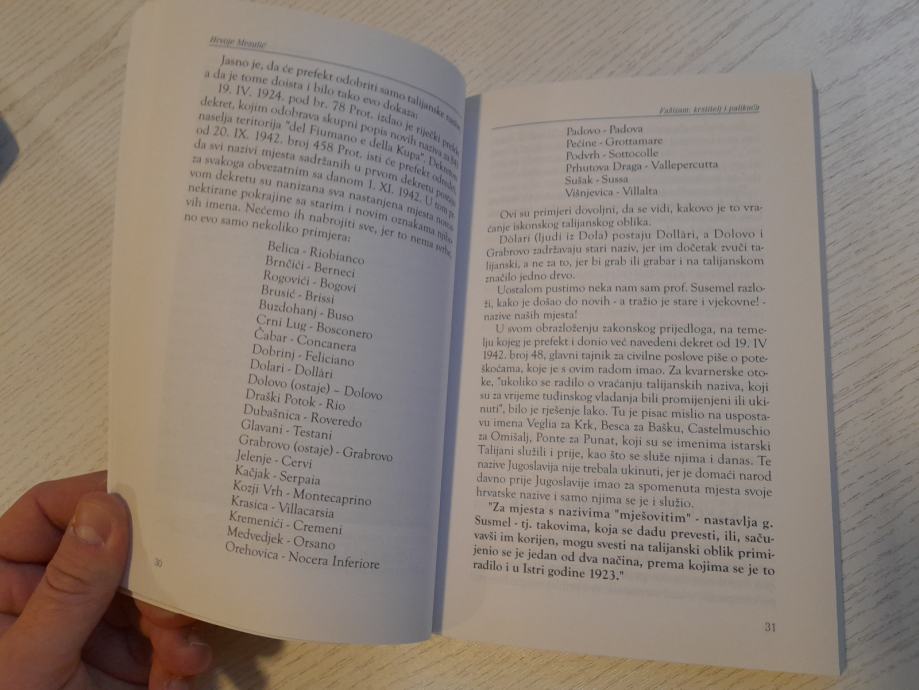 Hrvoje Mezulić
Jasno je, da će prefekt odobriti samo talijanske
a da je tome doista i bilo tako evo dokaza:
19. IV. 1924. pod br. 78 Prot. izdao je riječki
dekret, kojim odobrava skupni popis novih naziva za
naselja teritorija "del Fiumano e della Kupa".
od 20. IX. 1942. broj 458 Prot. isti će prefekt
da svi nazivi mjesta sadržanih u prvom dekretu
za svakoga obvezatnim sa danom 1. XI. 1942. U tom
vom dekretu su nanizana sva nastanjena mjesta
nektirane pokrajine sa starim i novim oznakama
vih imena. Nećemo ih nabrojiti sve, jer to nema
no evo samo nekoliko primjera:
Belica - Riobianco
Brnčići - Berneci
Rogovići - Bogovi
Brusić - Brissi
Buzdohanj - Buso
Crni Lug - Bosconero
Čabar - Concanera
Dobrinj - Feliciano
Dolari - Dollàri
Dolovo (ostaje) – Dolovo
Draški Potok - Rio
Dubašnica - Roveredo
Glavani - Testani
Grabrovo (ostaje) - Grabrovo
Jelenje - Cervi
Kačjak - Serpaia
Kozji Vrh - Montecaprino
Krasica - Villacarsia
Kremenići - Cremeni
Medvedjek - Orsano
Orehovica - Nocera Inferiore
30
Fašizam: krstitelj i palikuća
Padovo - Padova
Pećine - Grottamare
Podvrh - Sottocolle
Prhutova Draga - Vallepercutta
Sušak - Sussa
Višnjevica - Villalta
Ovi su primjeri dovoljni, da se vidi, kakovo je to vra-
ćanje iskonskog talijanskog oblika.
Dòlari (ljudi iz Dola) postaju Dollàri, a Dolovo i
Grabrovo zadržavaju stari naziv, jer im dočetak zvuči ta-
lijanski, a ne za to, jer bi grab ili grabar i na talijanskom
značilo jedno drvo.
Uostalom pustimo neka nam sam prof. Susemel razlo-
ži, kako je došao do novih - a tražio je stare i vjekovne! -
nazive naših mjesta!
U svom obrazloženju zakonskog prijedloga, na teme-
lju kojeg je prefekt i donio već navedeni dekret od 19. IV
1942. broj 48, glavni tajnik za civilne poslove piše o pote-
škoćama, koje je s ovim radom imao. Za kvarnerske oto-
ke, "ukoliko se radilo o vraćanju talijanskih naziva, koji
su za vrijeme tuđinskog vladanja bili promijenjeni ili uki-
nuti", bilo je rješenje lako. Tu je pisac mislio na usposta-
vu imena Veglia za Krk, Besca za Bašku, Castelmuschio
za Omišalj, Ponte za Punat, koji su se imenima istarski
Talijani služili i prije, kao što se služe njima i danas. Te
nazive Jugoslavija nije trebala ukinuti, jer je domaći narod
davno prije Jugoslavije imao za spomenuta mjesta svoje
hrvatske nazive i samo njima se je i služio.
"Za mjesta s nazivima "mješovitim" - nastavlja g.
Susmel - tj. takovima, koja se dadu prevesti, ili, saču-
vavši im korijen, mogu svesti na talijanski oblik primi-
jenio se je jedan od dva načina, prema kojima se je to
radilo i u Istri godine 1923."
31